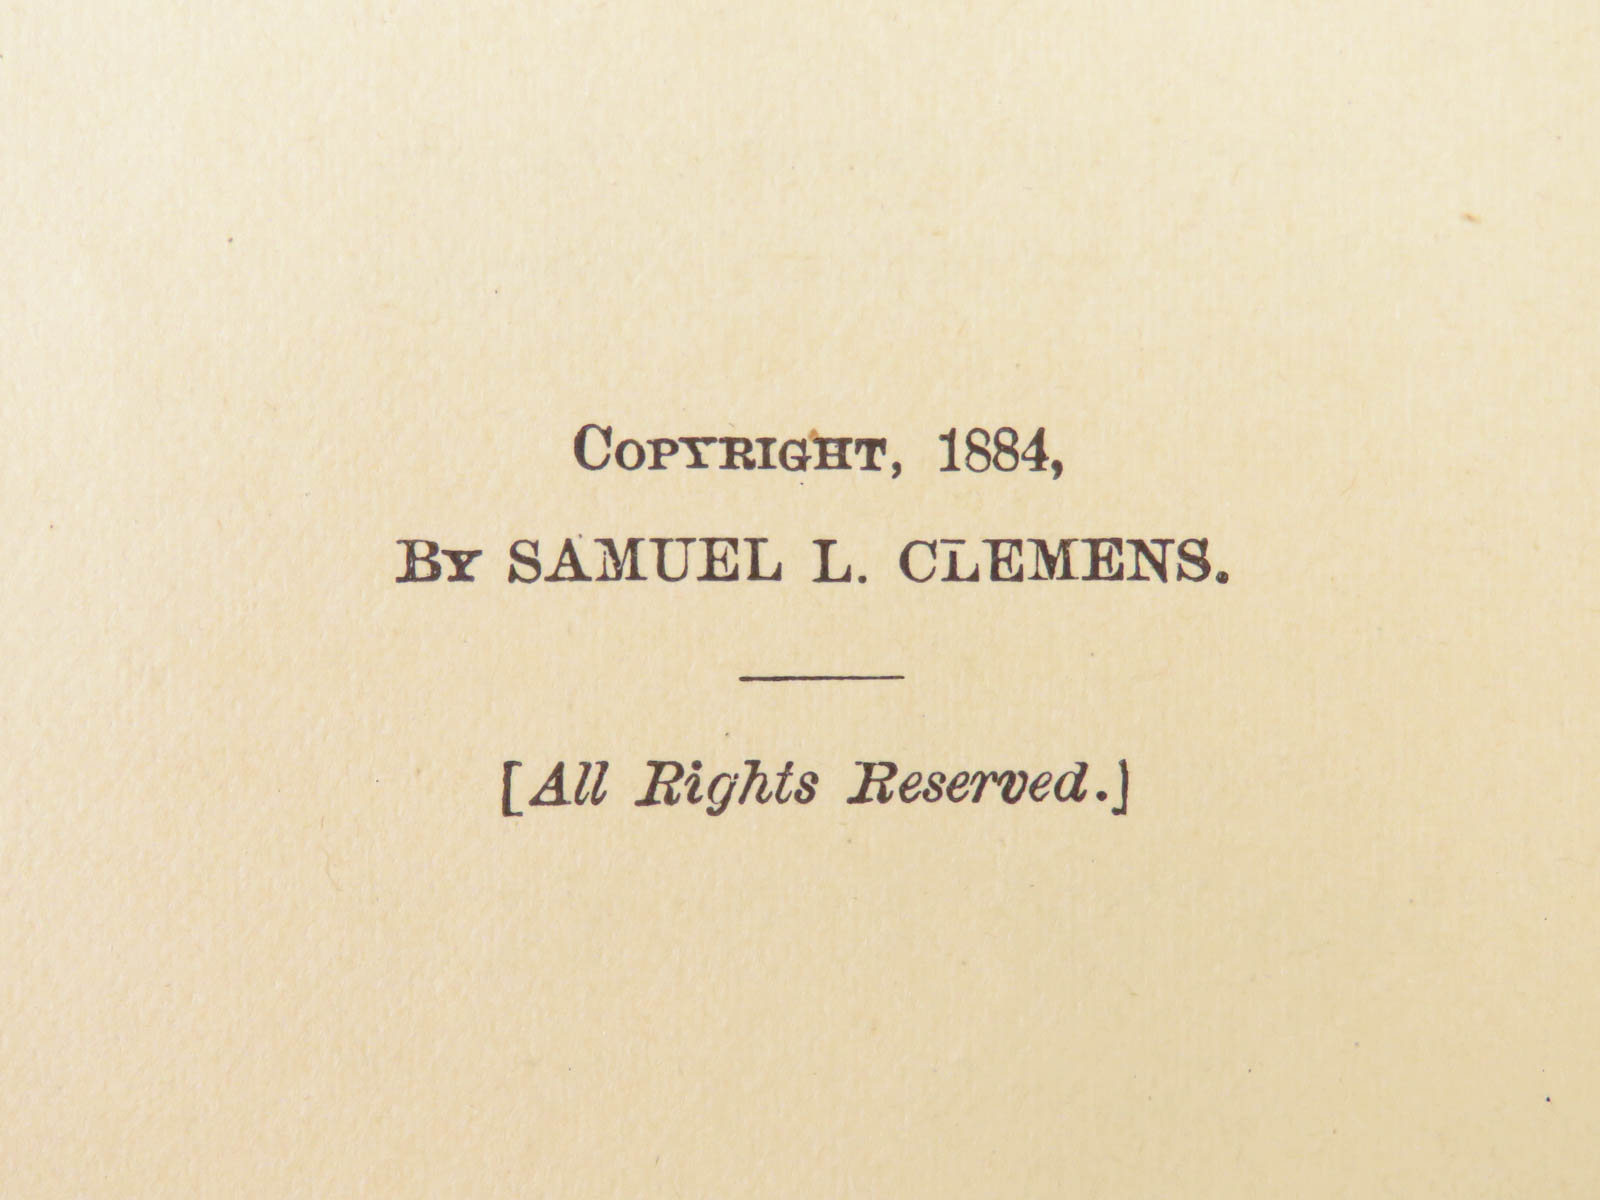 COPYRIGHT, 1884,
BY SAMUEL L. CLEMENS.
[All Rights Reserved.]